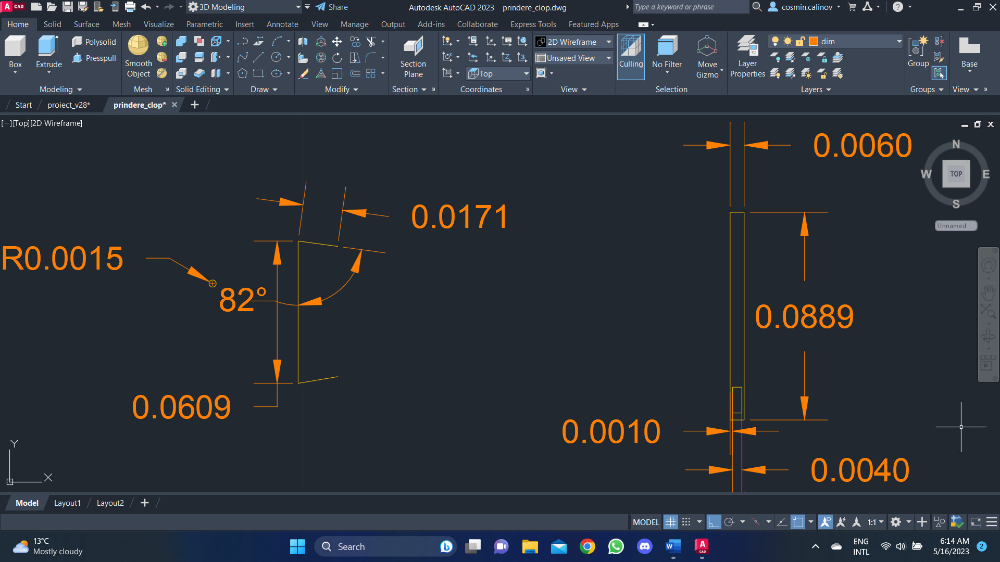 A CAD
3D Modeling
Share
Autodesk AutoCAD 2023 prindere_clop.dwg
Type a keyword or phrase
cosmin.calinov
Home Solid Surface Mesh Visualize Parametric Insert Annotate View Manage Output Add-ins Collaborate Express Tools Featured Apps
Box
Extrude
Polysolid
Presspull
Smooth
Object
Section
Plane
Top
2D Wireframe
Unsaved View
Culling
No Filter
Move
Gizmo
Layer
Properties
dim
Group
Base
Modeling Mesh Solid Editing Draw Modify Section Coordinates View Selection Layers Groups View
Start proiect_v28* prindere_clop*
[−][Top][2D Wireframe]
0.0060
N
W TOP E
S
Unnamed
0.0171
R0.0015
82°
0.0889
0.0609
0.0010
0.0040
Y
X
Model Layout1 Layout2
MODEL 1:1
13°C
Mostly cloudy
Search
ENG
INTL
6:14 AM
5/16/2023
2